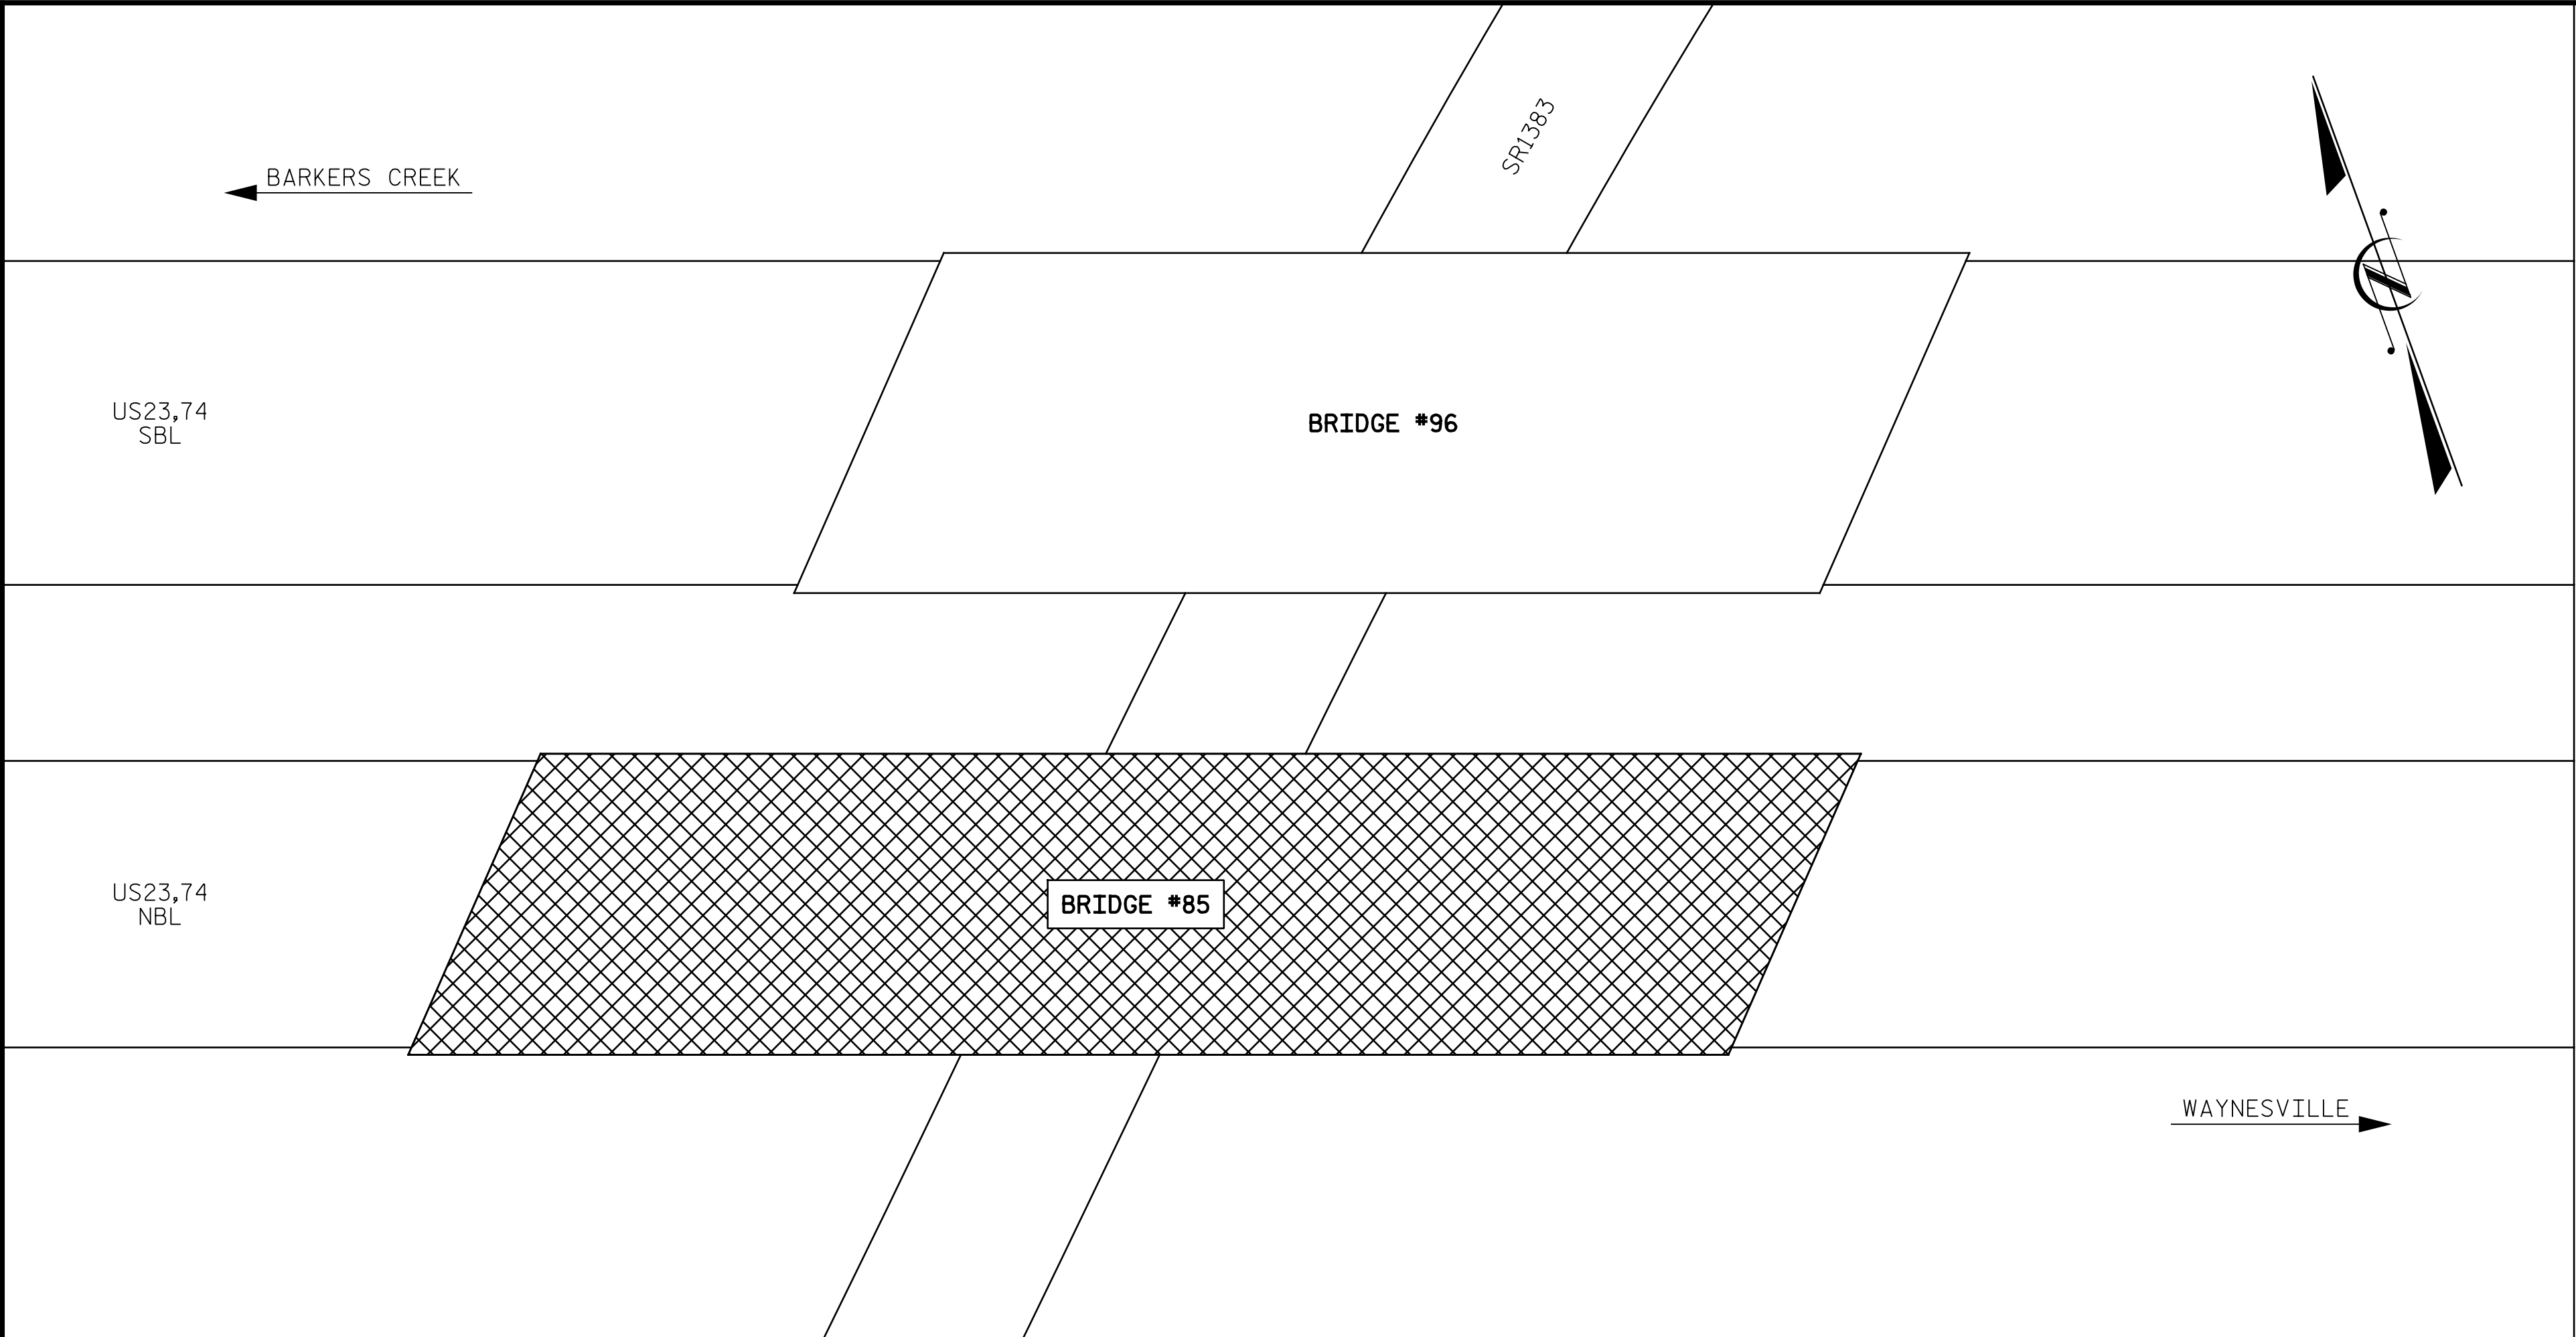 SR1383
BARKERS CREEK
N
US23,74
SBL
BRIDGE #96
US23,74
NBL
BRIDGE #85
WAYNESVILLE